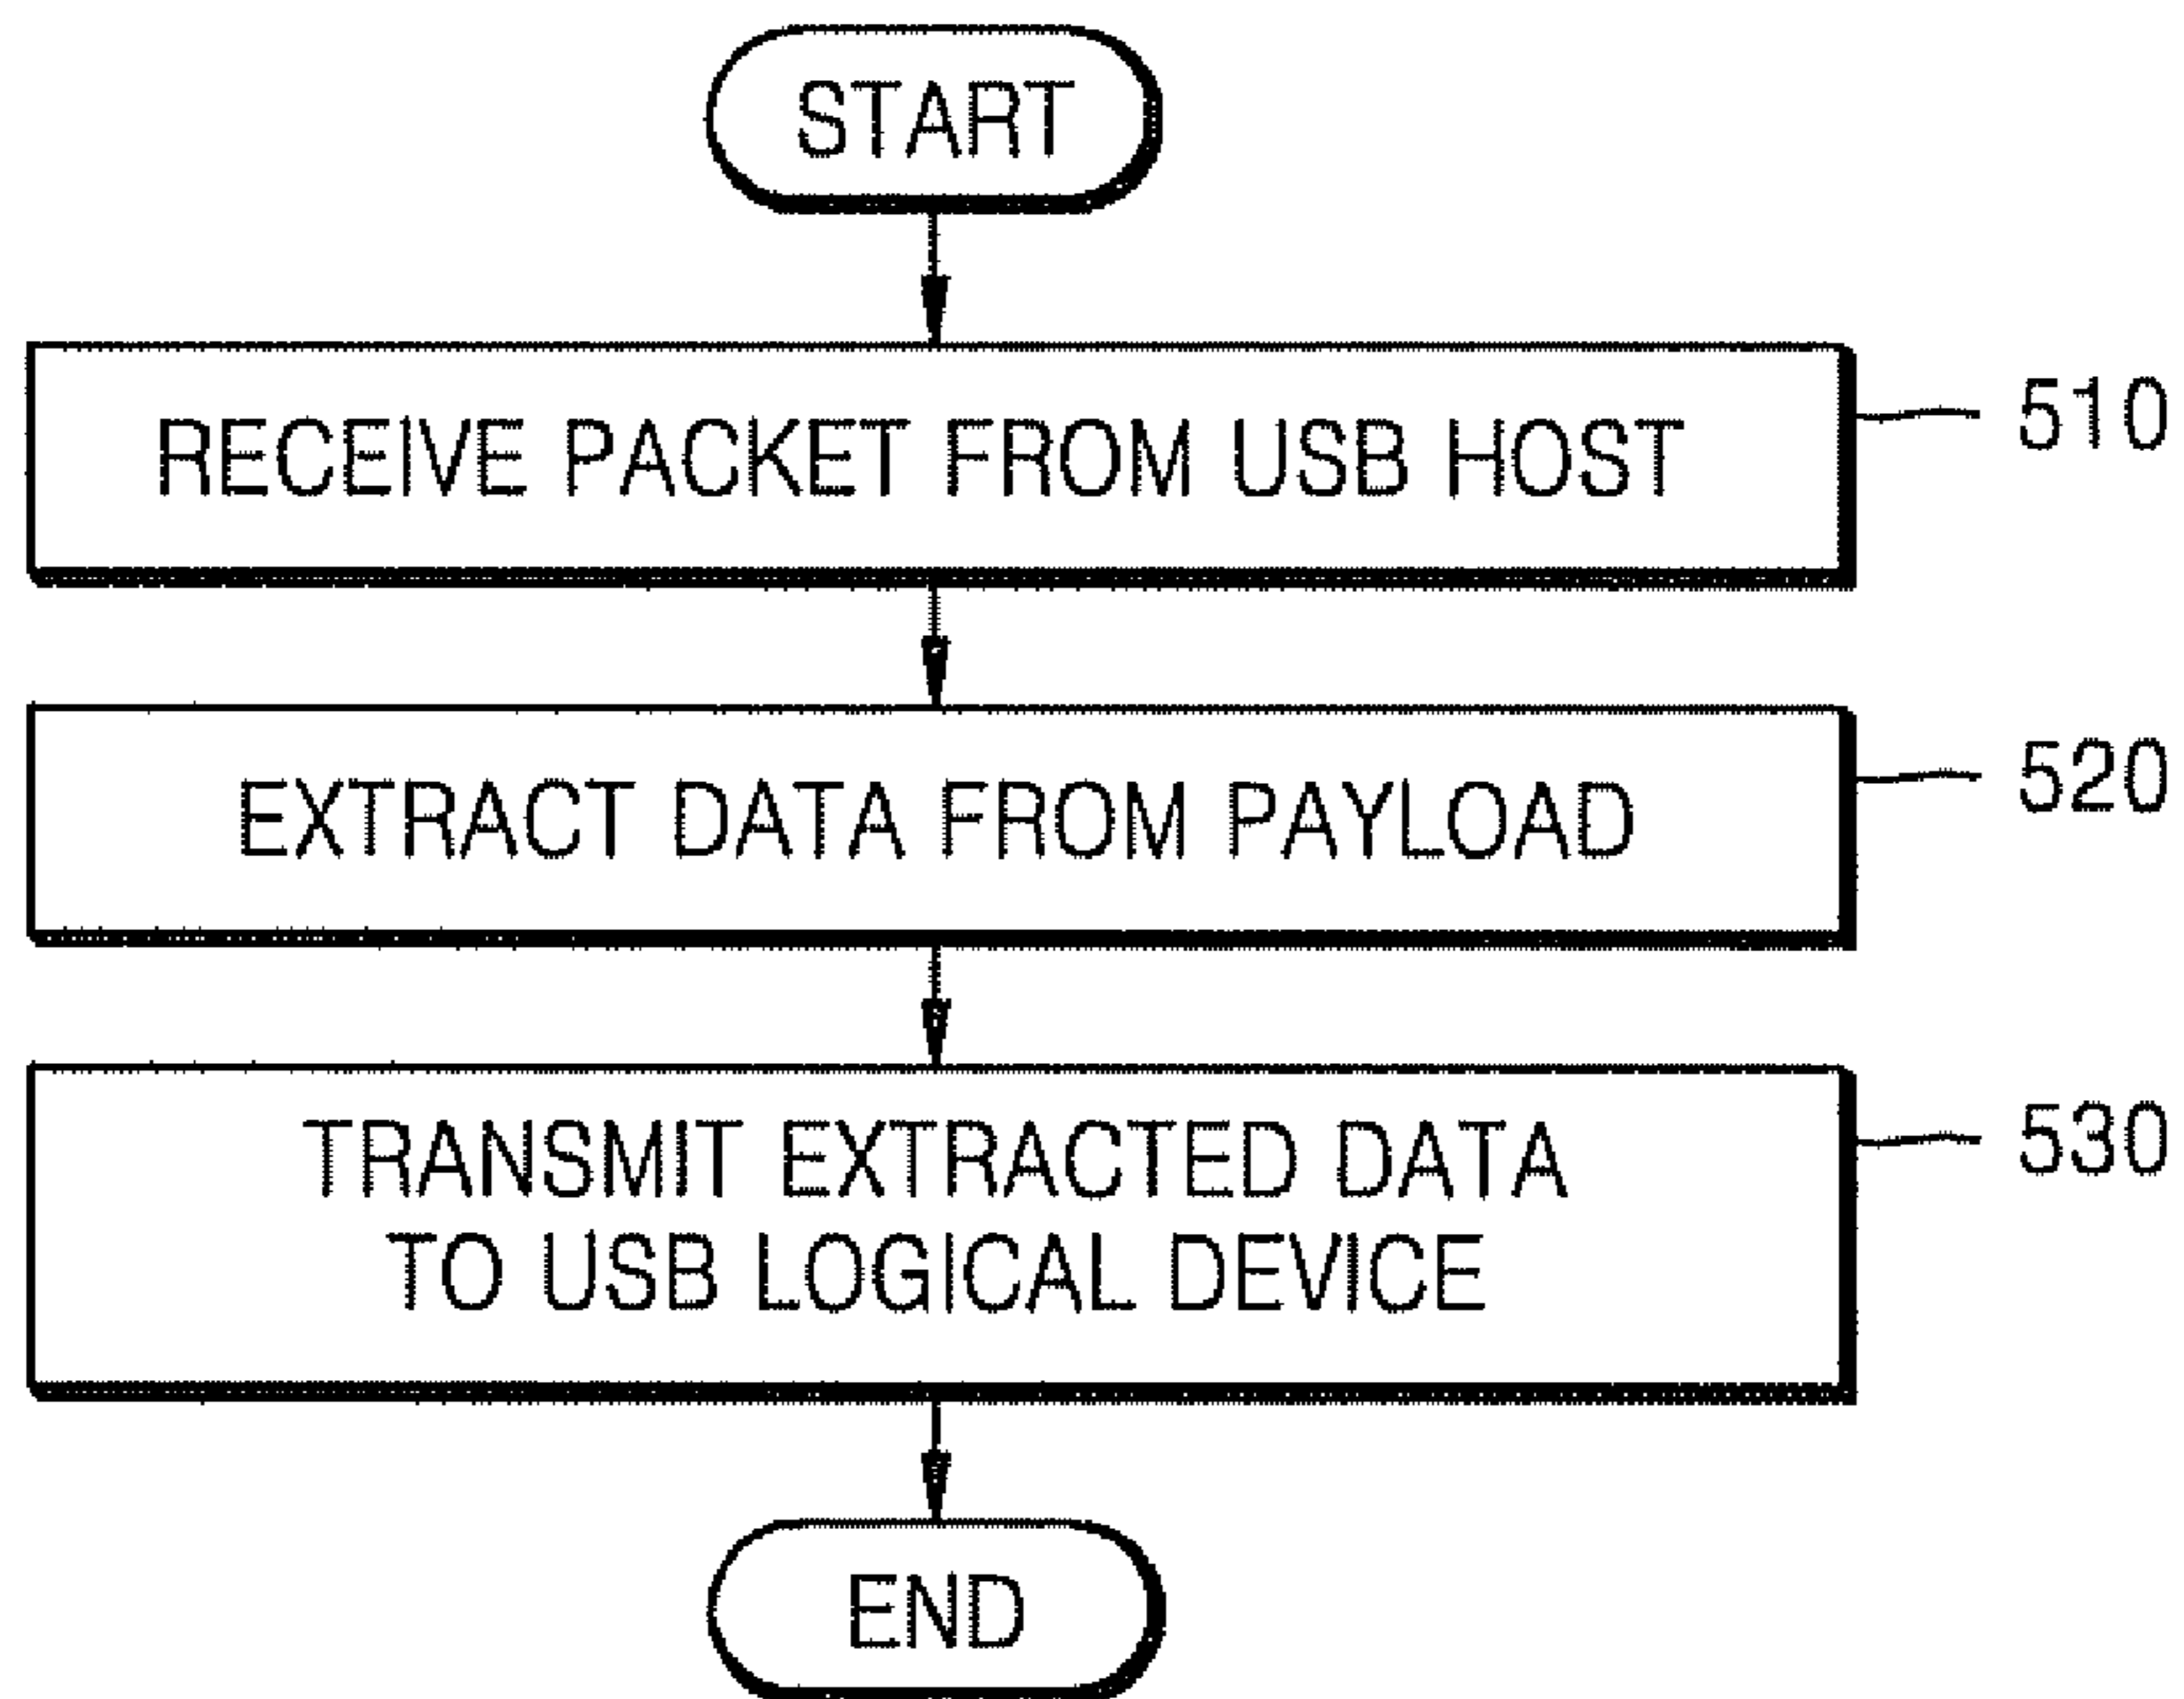 START
RECEIVE PACKET FROM USB HOST
510
EXTRACT DATA FROM PAYLOAD
520
TRANSMIT EXTRACTED DATA
TO USB LOGICAL DEVICE
530
END